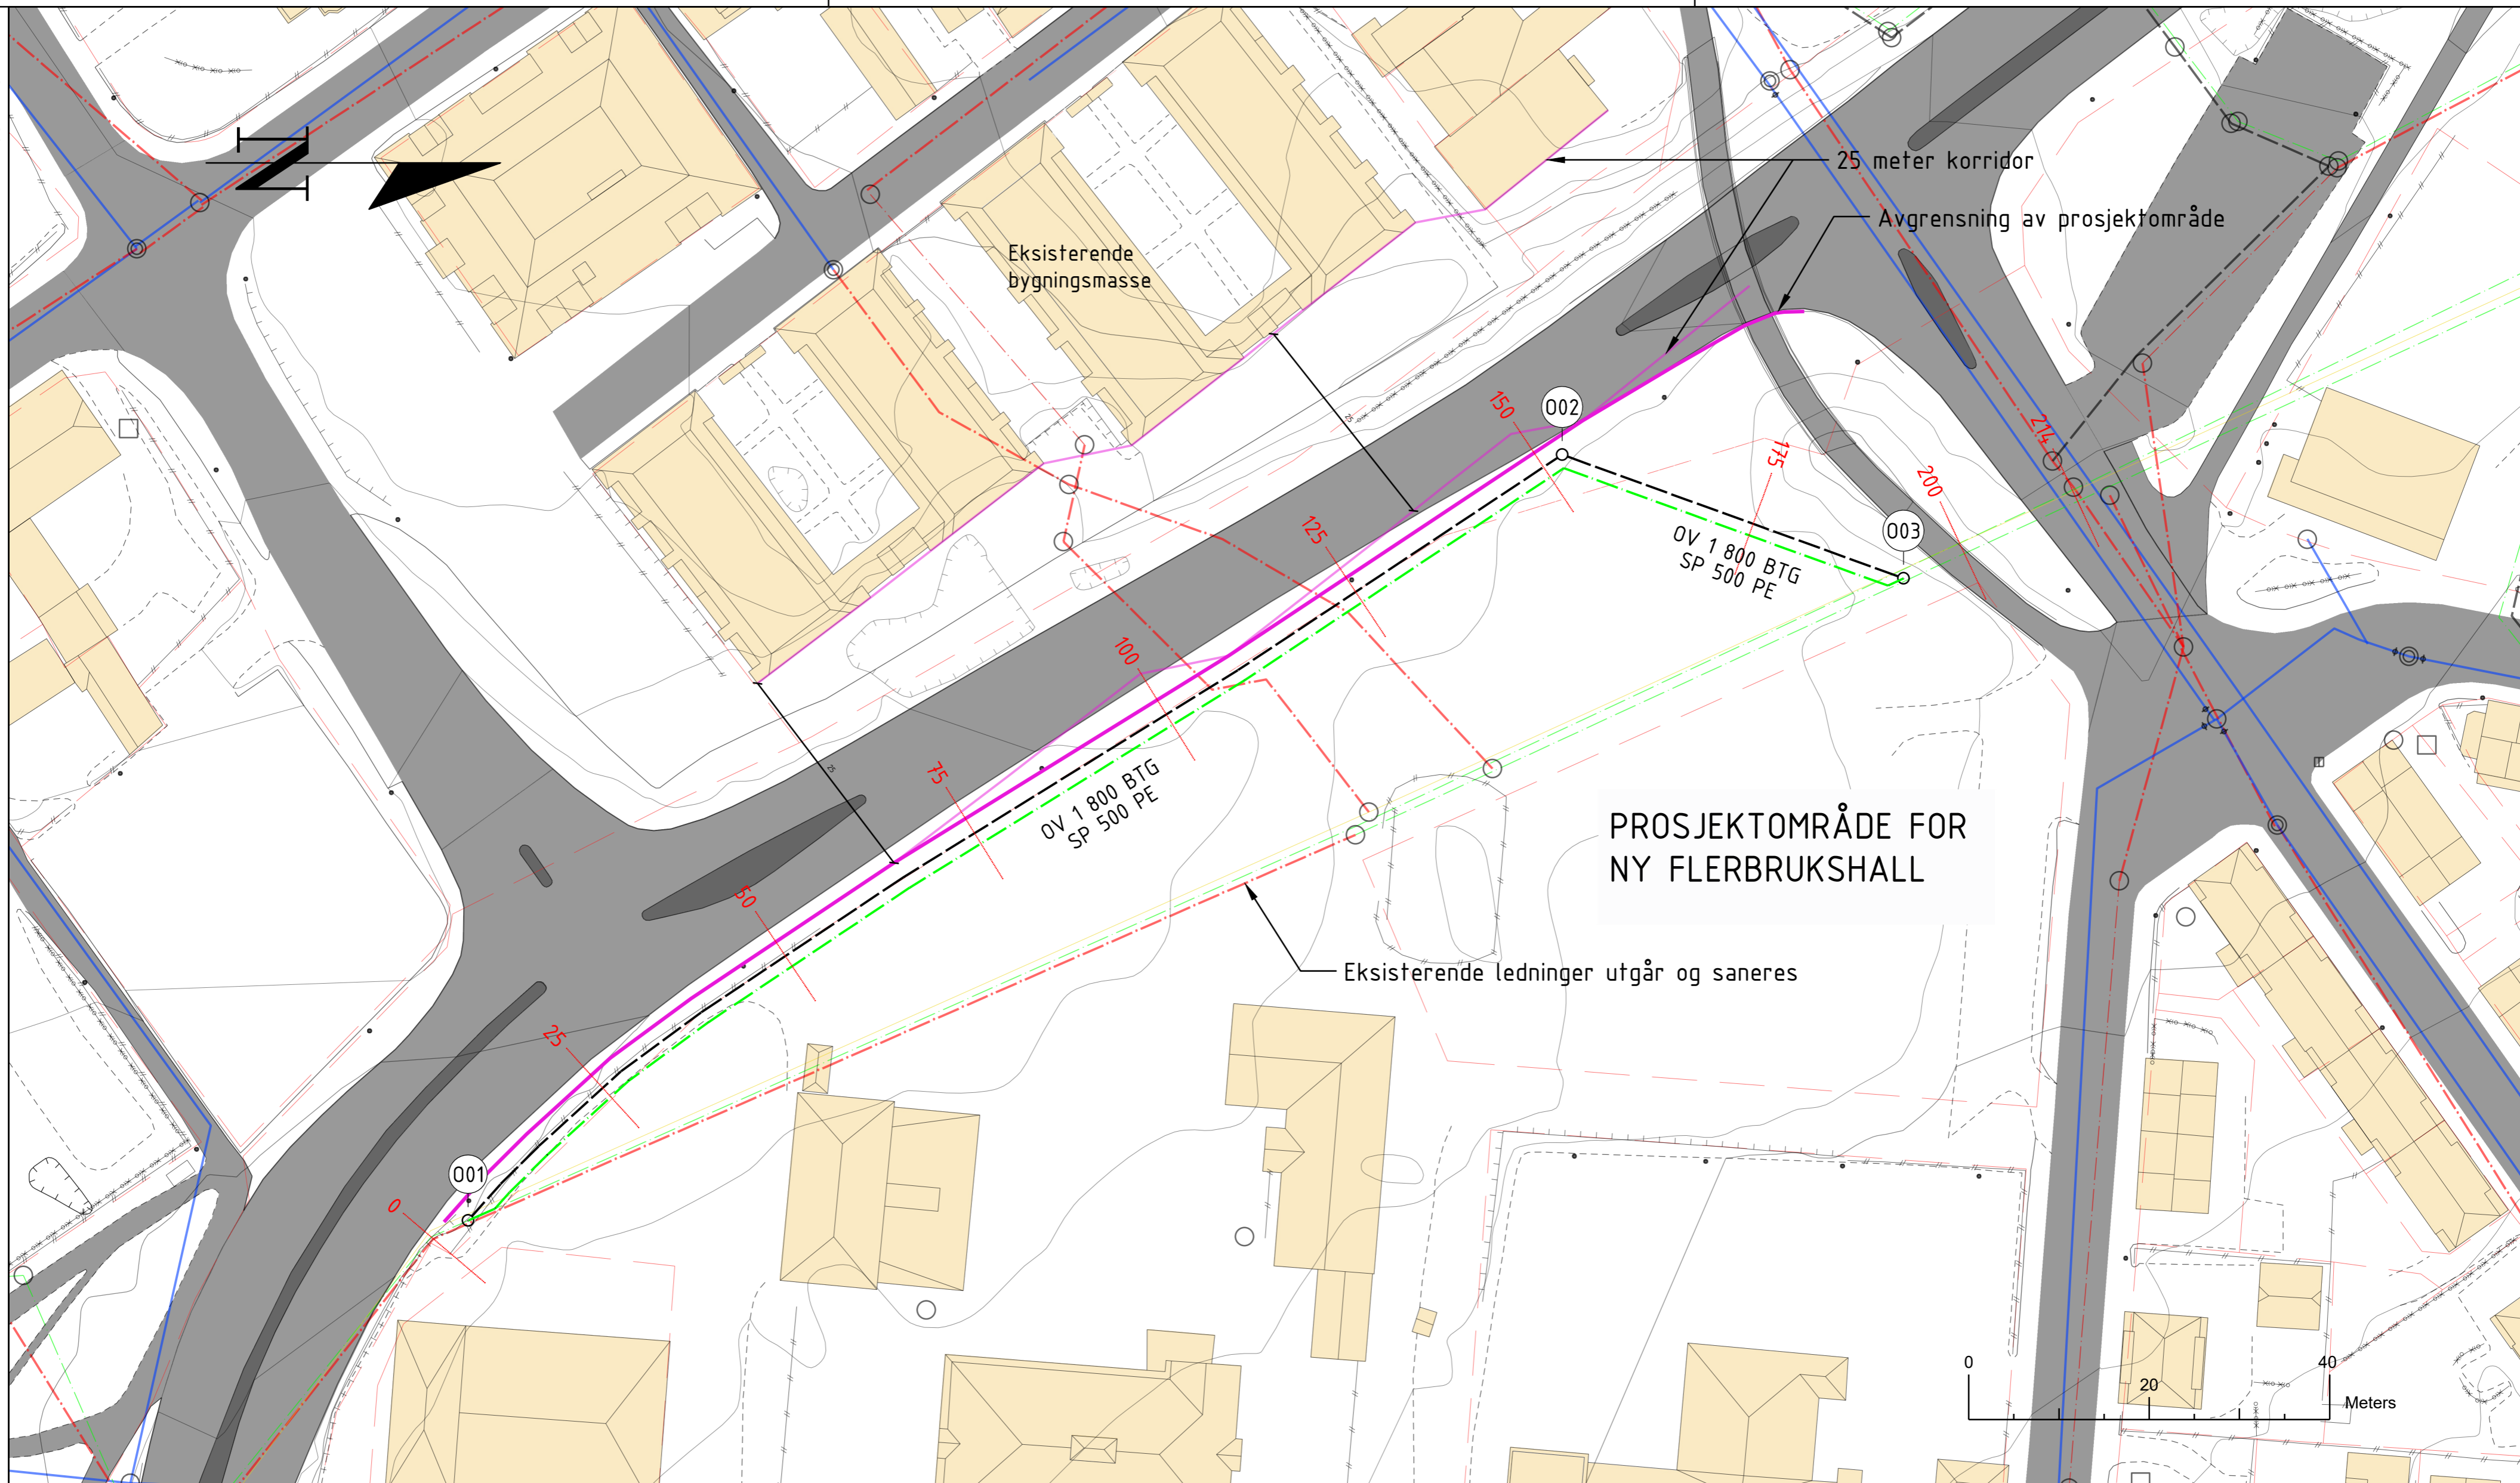 N
25 meter korridor
Avgrensning av prosjektområde
Eksisterende
bygningsmasse
25
25
002
150
175
214
200
003
OV 1 800 BTG
SP 500 PE
125
100
75
OV 1 800 BTG
SP 500 PE
50
PROSJEKTOMRÅDE FOR
NY FLERBRUKSHALL
Eksisterende ledninger utgår og saneres
25
001
0
0
20
40
Meters